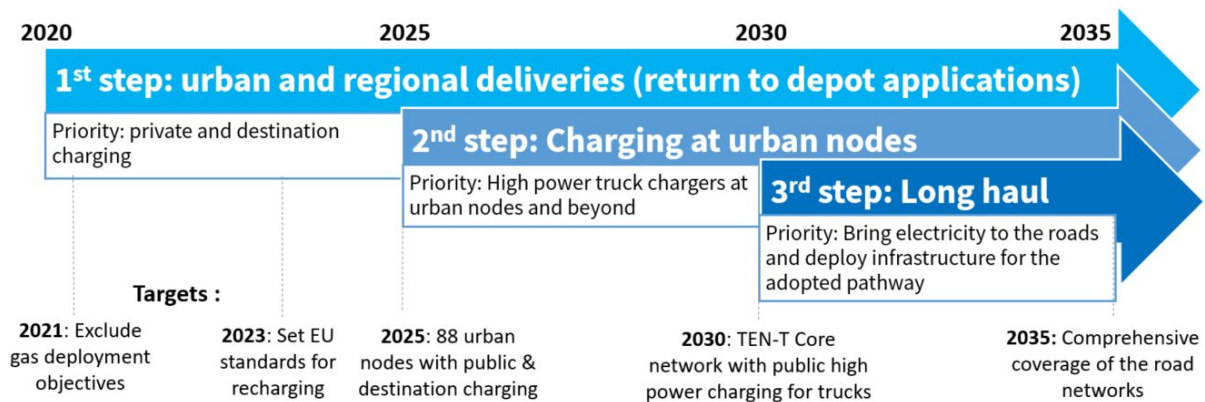 2020 2025 2030 2035
1st step: urban and regional deliveries (return to depot applications)
Priority: private and destination
charging
2nd step: Charging at urban nodes
Priority: High power truck chargers at
urban nodes and beyond
3rd step: Long haul
Priority: Bring electricity to the roads
and deploy infrastructure for the
adopted pathway
Targets :
2021: Exclude
gas deployment
objectives
2023: Set EU
standards for
recharging
2025: 88 urban
nodes with public &
destination charging
2030: TEN-T Core
network with public high
power charging for trucks
2035: Comprehensive
coverage of the road
networks